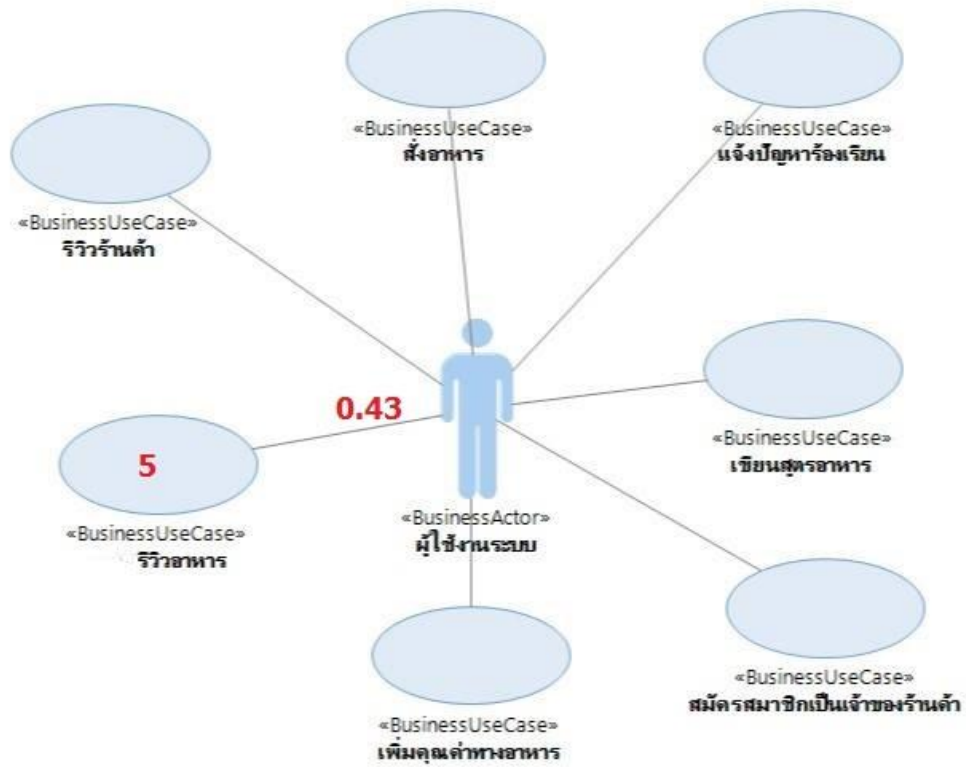 «BusinessUseCase»
สั่งอาหาร
«BusinessUseCase»
แจ้งปัญหาร้องเรียน
«BusinessUseCase»
รีวิวร้านค้า
0.43
5
«BusinessUseCase»
รีวิวอาหาร
«BusinessActor»
ผู้ใช้งานระบบ
«BusinessUseCase»
เขียนสูตรอาหาร
«BusinessUseCase»
สมัครสมาชิกเป็นเจ้าของร้านค้า
«BusinessUseCase»
เพิ่มคุณค่าทางอาหาร